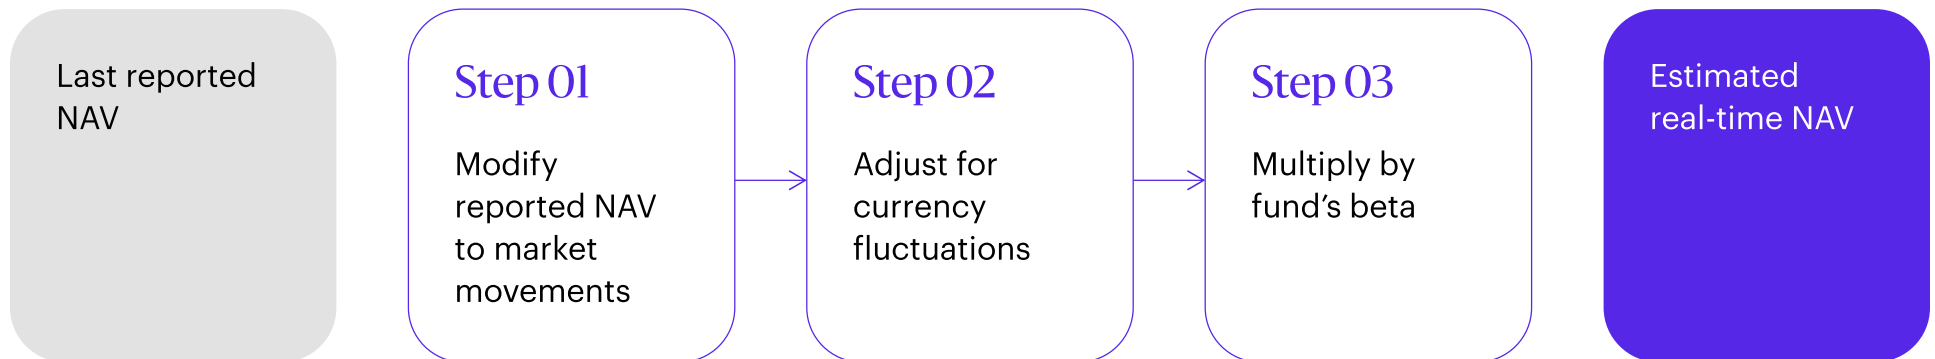 Last reported
NAV
Step 01
Modify
reported NAV
to market
movements
Step 02
Adjust for
currency
fluctuations
Step 03
Multiply by
fund’s beta
Estimated
real-time NAV